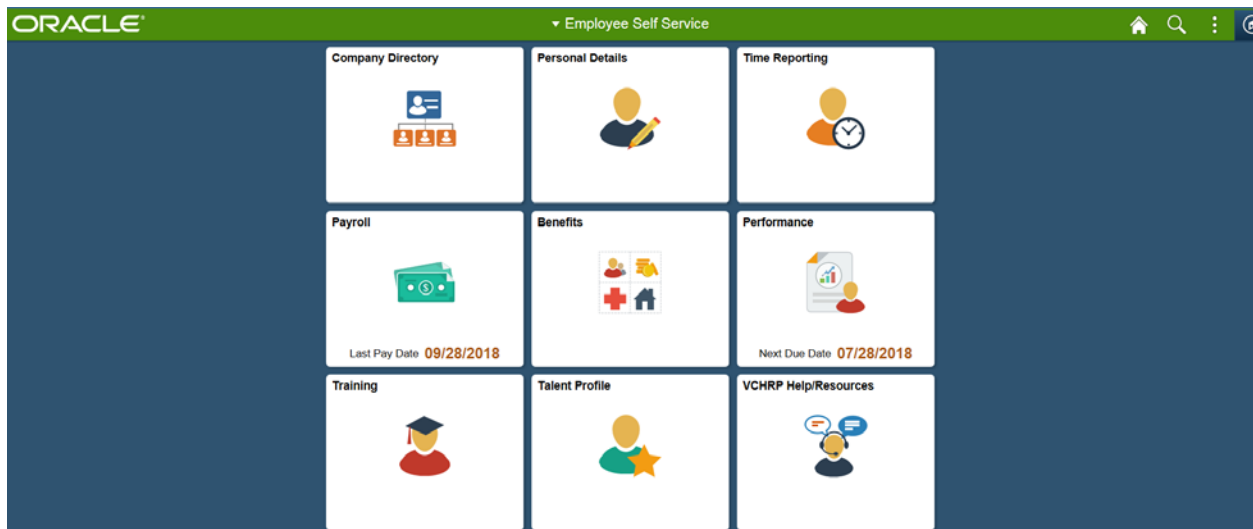 ORACLE
Employee Self Service
Company Directory
Personal Details
Time Reporting
Payroll
Last Pay Date 09/28/2018
Benefits
Performance
Next Due Date 07/28/2018
Training
Talent Profile
VCHRP Help/Resources